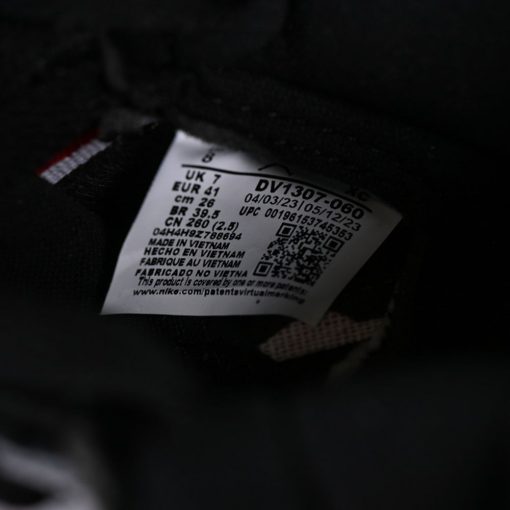 8
UK 7
EUR 41
cm 26
BR 39.5
CN 260 (2.5)
04H4H9Z788694
MADE IN VIETNAM
HECHO EN VIETNAM
FABRIQUE AU VIETNAM
FABRICADO NO VIETNA
This product is covered by one or more of
www.nike.com/patentsvirtualmarking
DV1307-060
04/03/23|05/12/23
UPC 00196153745353